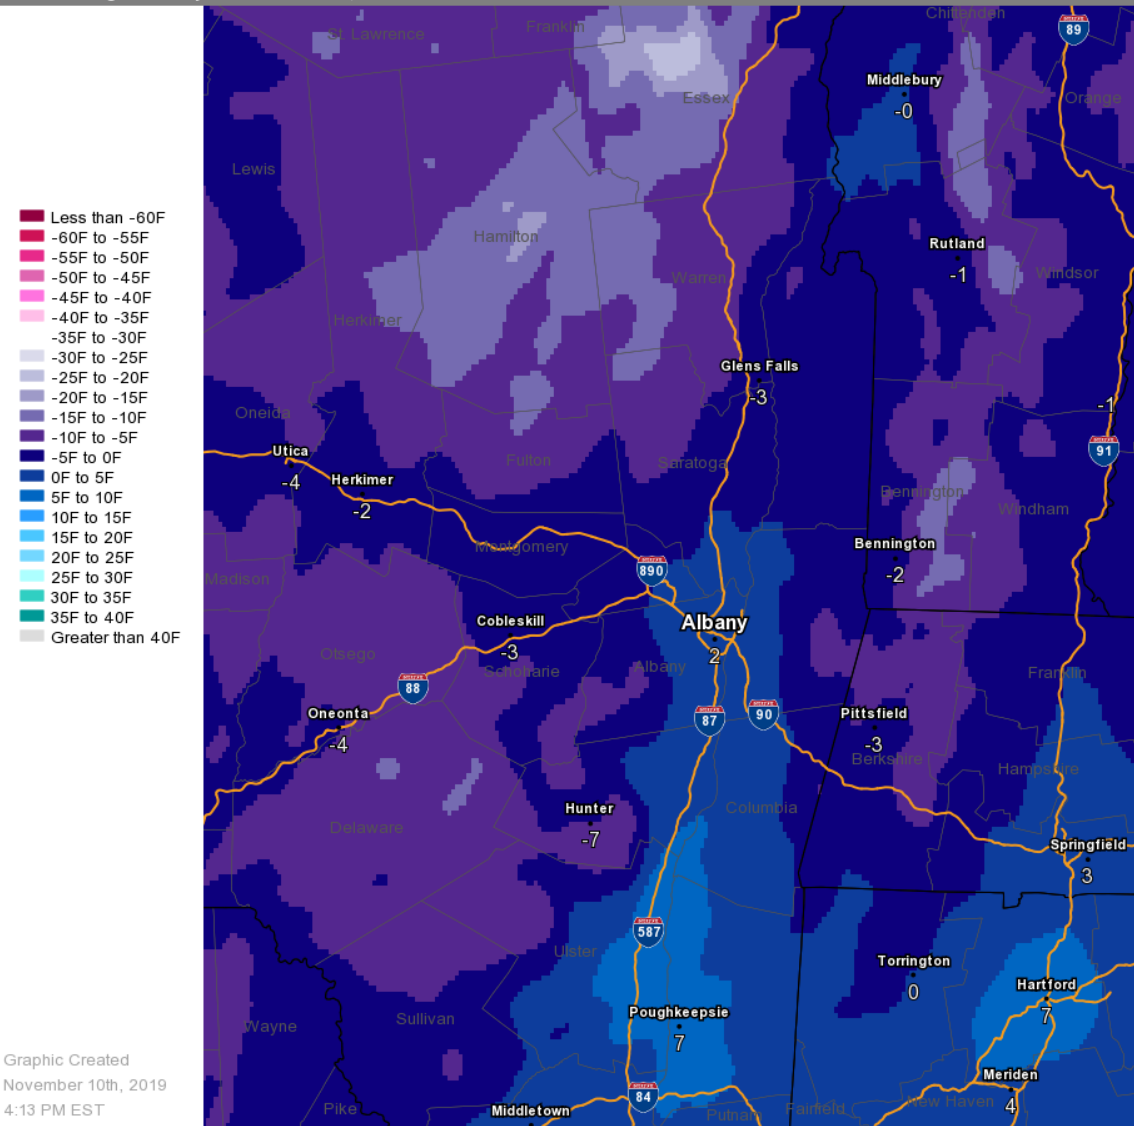 Less than -60F
-60F to -55F
-55F to -50F
-50F to -45F
-45F to -40F
-40F to -35F
-35F to -30F
-30F to -25F
-25F to -20F
-20F to -15F
-15F to -10F
-10F to -5F
-5F to 0F
0F to 5F
5F to 10F
10F to 15F
15F to 20F
20F to 25F
25F to 30F
30F to 35F
35F to 40F
Greater than 40F
Graphic Created
November 10th, 2019
4:13 PM EST
St. Lawrence
Franklin
Chittenden
89
Essex
Middlebury
-0
Orange
Lewis
Hamilton
Rutland
-1
Warren
Windsor
Herkimer
Glens Falls
-3
Oneida
-1
Utica
-4
Fulton
Saratoga
91
Herkimer
-2
Bennington
Windham
Montgomery
Bennington
-2
Madison
890
Cobleskill
-3
Albany
2
Otsego
Schoharie
Albany
Franklin
88
Oneonta
-4
87
90
Pittsfield
-3
Berkshire
Hampshire
Hunter
-7
Columbia
Delaware
Springfield
3
587
Ulster
Torrington
0
Hartford
7
Wayne
Sullivan
Poughkeepsie
7
Meriden
4
84
Pike
Middletown
Putnam
Fairfield
New Haven